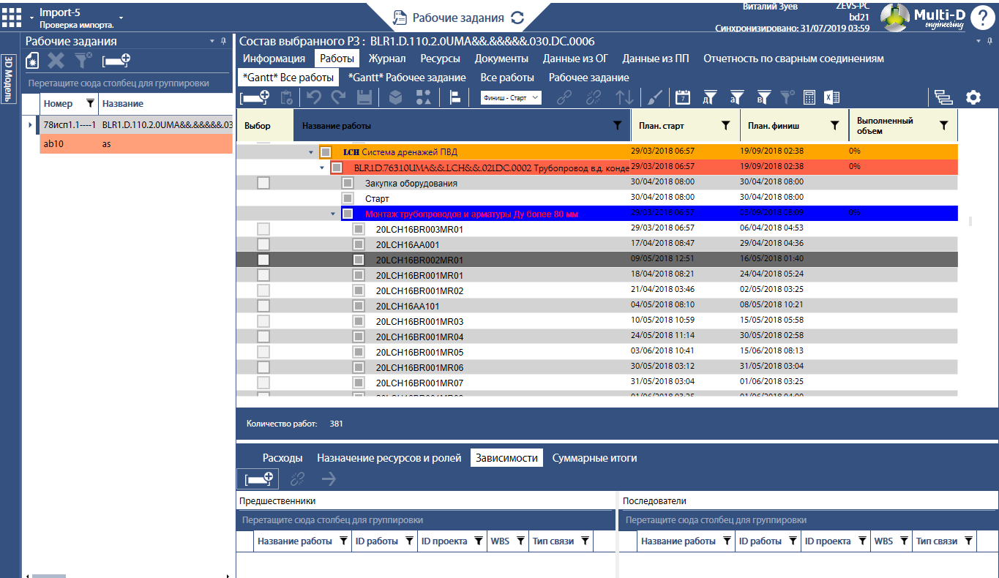 Import-5
Проверка импорта.
Рабочие задания
Виталий Зуев
ZEVS-PC
bd21
Синхронизировано: 31/07/2019 03:59
Multi-D
engineering
?
3D Модель
Рабочие задания
Перетащите сюда столбец для группировки
Номер Название
78исп1.1----1 BLR1.D.110.2.0UMA&&.&&&&&.03
ab10 as
Состав выбранного РЗ : BLR1.D.110.2.0UMA&&.&&&&&.030.DC.0006
Информация Работы Журнал Ресурсы Документы Данные из ОГ Данные из ПП Отчетность по сварным соединениям
*Gantt* Все работы *Gantt* Рабочее задание Все работы Рабочее задание
Финиш - Старт 7 д а в
Выбор Название работы План. старт План. финиш Выполненный объем
LCH Система дренажей ПВД 29/03/2018 06:57 19/09/2018 02:38 0%
BLR1.D.763.1.0UMA&&.LCH&&.021.DC.0002 Трубопровод в.д. конде 29/03/2018 06:57 19/09/2018 02:38 0%
Закупка оборудования 30/04/2018 08:00 30/04/2018 08:00
Старт 30/04/2018 08:00 30/04/2018 08:00
Монтаж трубопроводов и арматуры Ду более 80 мм 29/03/2018 06:57 03/09/2018 08:09 0%
20LCH16BR003MR01 29/03/2018 06:57 06/04/2018 04:53
20LCH16AA001 17/04/2018 08:47 29/04/2018 04:36
20LCH16BR002MR01 09/05/2018 12:51 16/05/2018 01:40
20LCH16BR001MR01 18/04/2018 08:21 24/04/2018 05:24
20LCH16BR001MR02 21/04/2018 03:46 02/05/2018 03:25
20LCH16AA101 04/05/2018 08:10 08/05/2018 10:21
20LCH16BR001MR03 10/05/2018 10:59 15/05/2018 05:58
20LCH16BR001MR04 24/05/2018 11:14 30/05/2018 02:58
20LCH16BR001MR05 03/06/2018 10:41 15/06/2018 08:13
20LCH16BR001MR06 30/05/2018 03:12 31/05/2018 03:04
20LCH16BR001MR07 31/05/2018 03:04 01/06/2018 03:25
Количество работ: 381
Расходы Назначение ресурсов и ролей Зависимости Суммарные итоги
Предшественники
Перетащите сюда столбец для группировки
Название работы ID работы ID проекта WBS Тип связи
Последователи
Перетащите сюда столбец для группировки
Название работы ID работы ID проекта WBS Тип связи